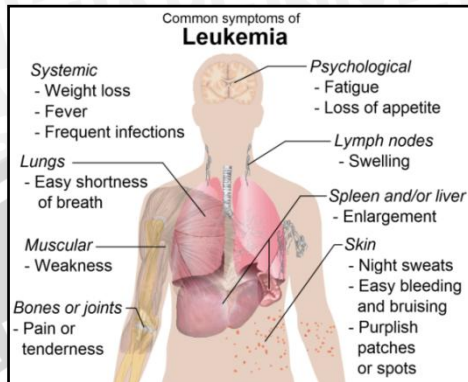 Common symptoms of
Leukemia
Systemic
- Weight loss
- Fever
- Frequent infections
Psychological
- Fatigue
- Loss of appetite
Lymph nodes
- Swelling
Lungs
- Easy shortness
of breath
Spleen and/or liver
- Enlargement
Muscular
- Weakness
Skin
- Night sweats
- Easy bleeding
and bruising
- Purplish
patches
or spots
Bones or joints
- Pain or
tenderness